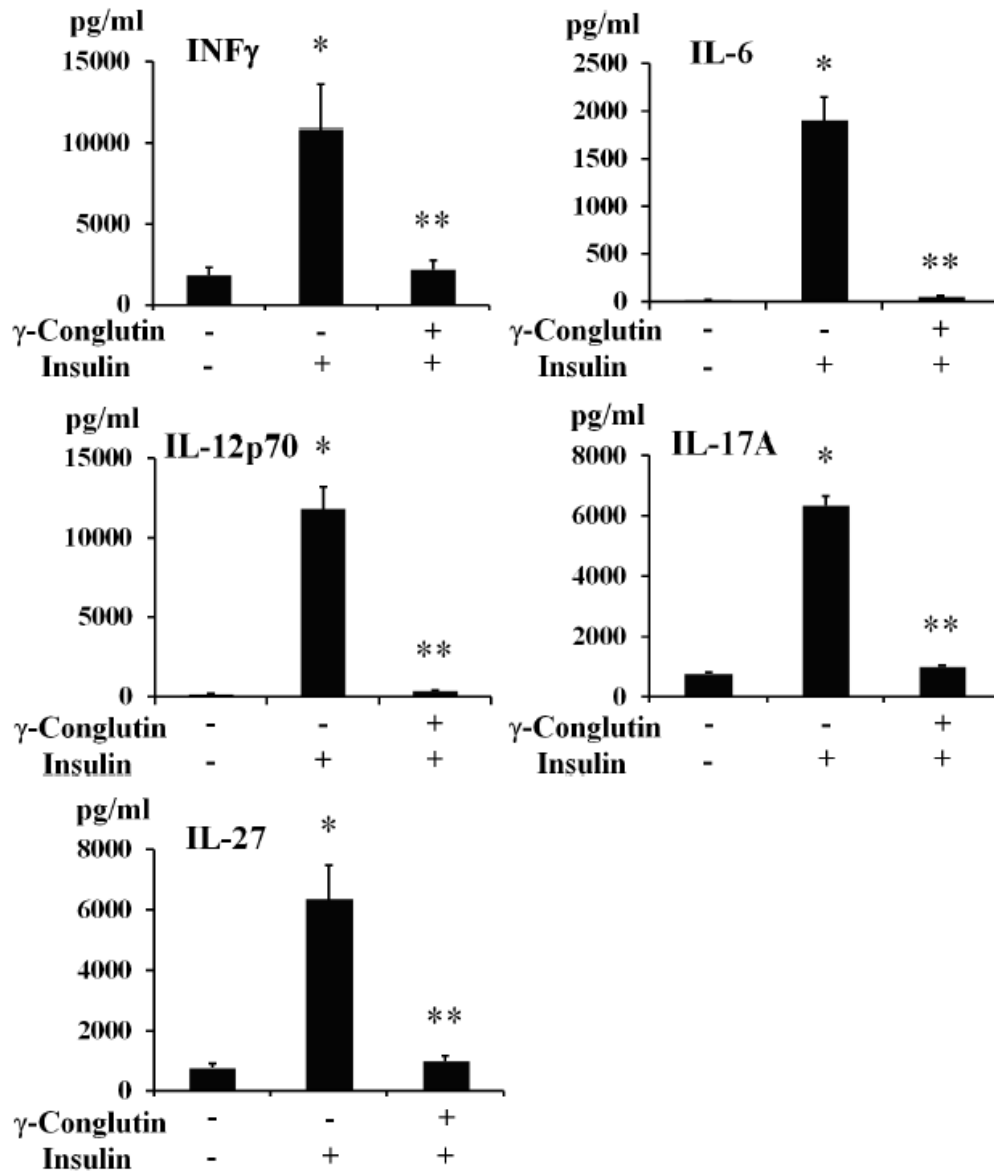 pg/ml
INFγ
*
15000
10000
**
5000
0
γ-Conglutin - - +
Insulin - + +
pg/ml
IL-6
*
2500
2000
1500
1000
**
500
0
γ-Conglutin - - +
Insulin - + +
pg/ml
IL-12p70
*
15000
10000
5000
**
0
γ-Conglutin - - +
Insulin - + +
pg/ml
IL-17A
*
8000
6000
4000
**
2000
0
γ-Conglutin - - +
Insulin - + +
pg/ml
IL-27
*
8000
6000
4000
**
2000
0
γ-Conglutin - - +
Insulin - + +